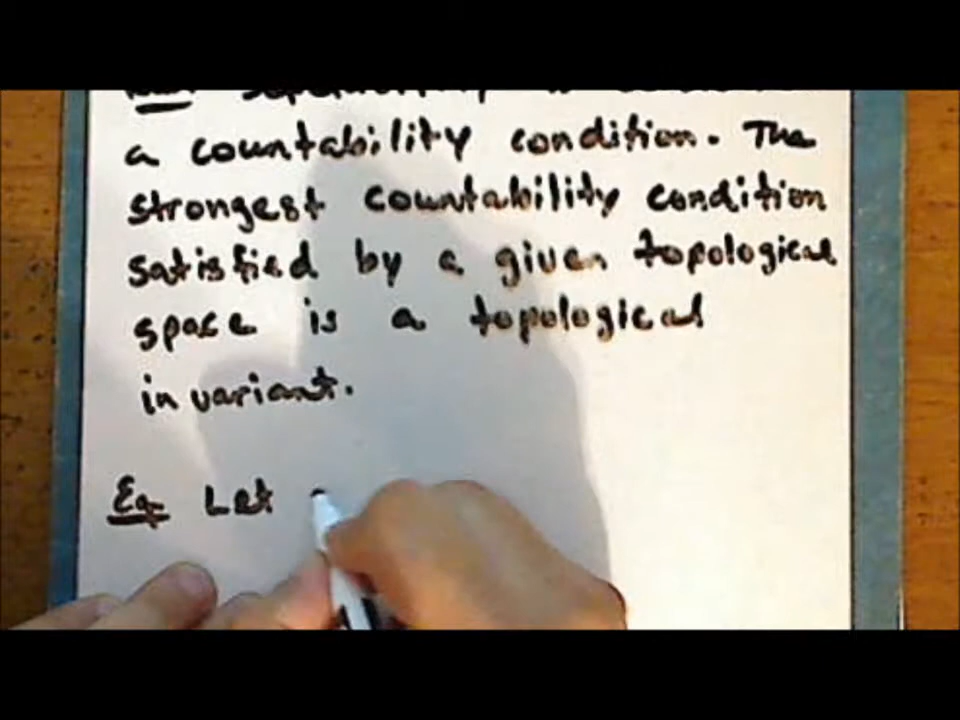 a countability condition. The
strongest countability condition
satisfied by a given topological
space is a topological
invariant.
Eg Let